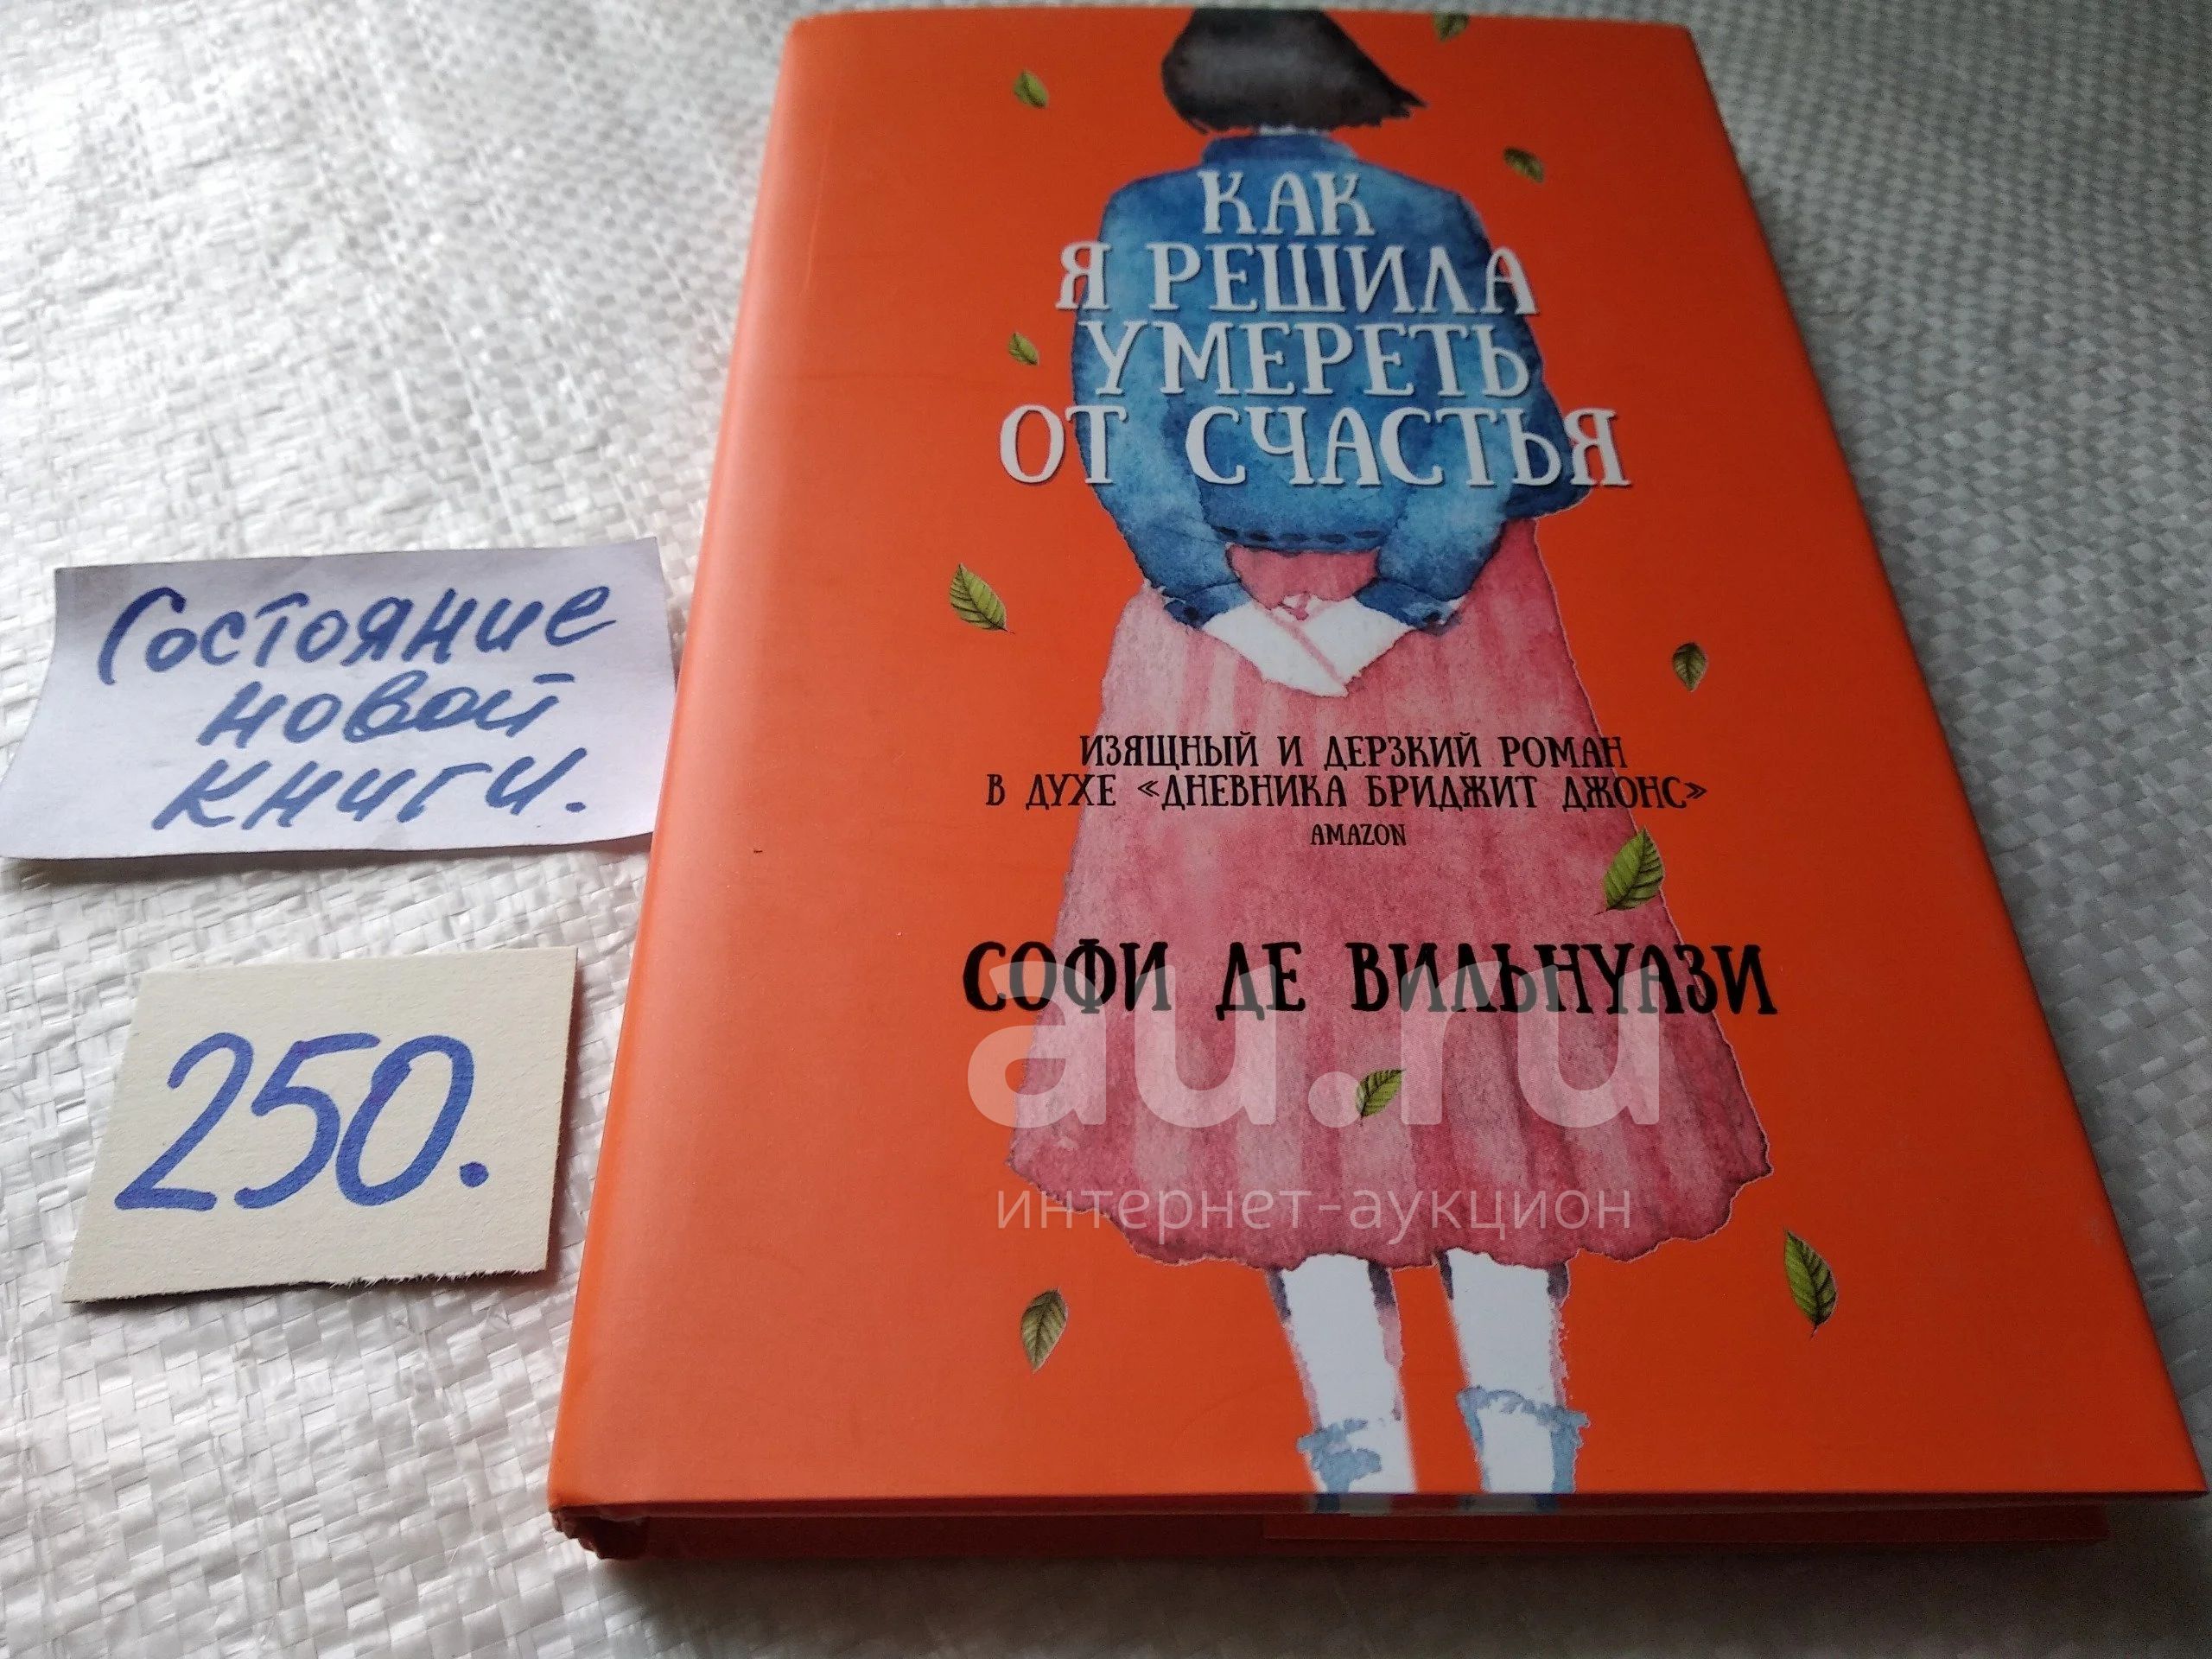 КАК
Я РЕШИЛА
УМЕРЕТЬ
ОТ СЧАСТЬЯ
ИЗЯЩНЫЙ И ДЕРЗКИЙ РОМАН
В ДУХЕ «ДНЕВНИКА БРИДЖИТ ДЖОНС»
AMAZON
СОФИ ДЕ ВИЛЬНУАЗИ
au.ru
интернет-аукцион
Состояние
новой
книги.
250.